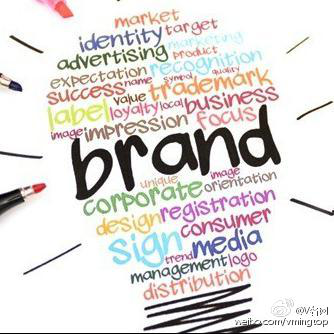 market
identity target
advertising marketing
product
expectation recognition
success name symbol quality
value trademark
label loyalty local business
image impression focus
brand
unique image
corporate orientation
design registration
sign consumer
trend media
management logo
distribution
weibo.com/vmingtop